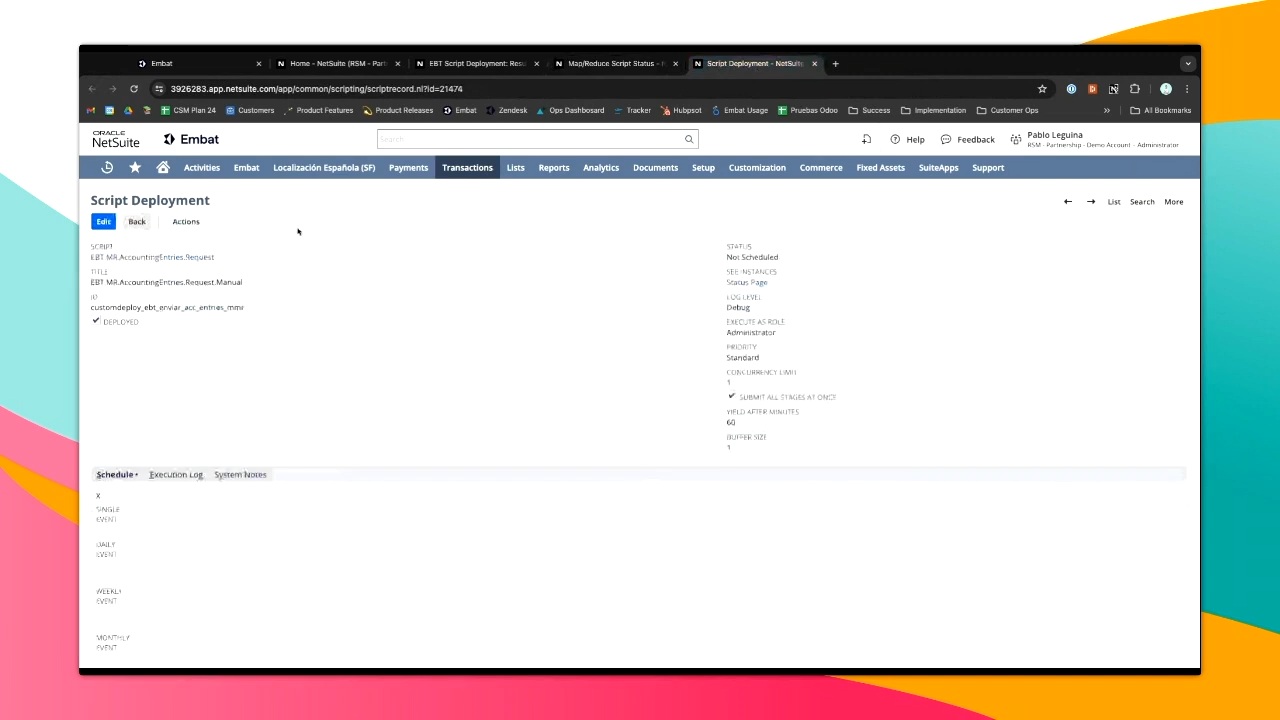 Embat
Home - NetSuite (RSM - Part
EBT Script Deployment: Resu
Map/Reduce Script Status -
Script Deployment - NetSuite
3926283.app.netsuite.com/app/common/scripting/scriptrecord.nl?id=21474
CSM Plan 24 Customers Product Features Product Releases Embat Zendesk Ops Dashboard Tracker Hubspot Embat Usage Pruebas Odoo Success Implementation Customer Ops » All Bookmarks
ORACLE
NetSuite
Embat
Search
Help Feedback
Pablo Leguina
RSM - Partnership - Demo Account - Administrator
Activities Embat Localización Española (SF) Payments Transactions Lists Reports Analytics Documents Setup Customization Commerce Fixed Assets SuiteApps Support
Script Deployment
List Search More
Edit Back Actions
SCRIPT
EBT MR.AccountingEntries.Request
TITLE
EBT MR.AccountingEntries.Request.Manual
ID
customdeploy_ebt_enviar_acc_entries_mmr
DEPLOYED
STATUS
Not Scheduled
SEE INSTANCES
Status Page
LOG LEVEL
Debug
EXECUTE AS ROLE
Administrator
PRIORITY
Standard
CONCURRENCY LIMIT
1
SUBMIT ALL STAGES AT ONCE
YIELD AFTER MINUTES
60
BUFFER SIZE
1
Schedule • Execution Log System Notes
X
SINGLE
EVENT
DAILY
EVENT
WEEKLY
EVENT
MONTHLY
EVENT